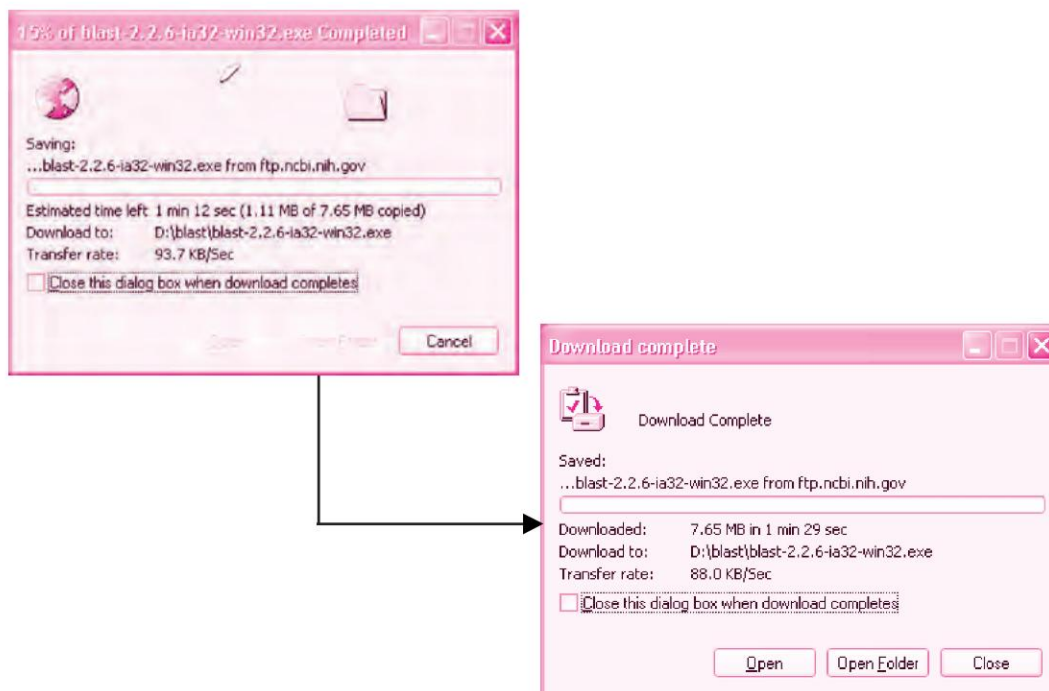 15% of blast-2.2.6-ia32-win32.exe Completed
Saving:
...blast-2.2.6-ia32-win32.exe from ftp.ncbi.nih.gov
Estimated time left 1 min 12 sec (1.11 MB of 7.65 MB copied)
Download to: D:\blast\blast-2.2.6-ia32-win32.exe
Transfer rate: 93.7 KB/Sec
Close this dialog box when download completes
Cancel
Download complete
Download Complete
Saved:
...blast-2.2.6-ia32-win32.exe from ftp.ncbi.nih.gov
Downloaded: 7.65 MB in 1 min 29 sec
Download to: D:\blast\blast-2.2.6-ia32-win32.exe
Transfer rate: 88.0 KB/Sec
Close this dialog box when download completes
Open Open Folder Close